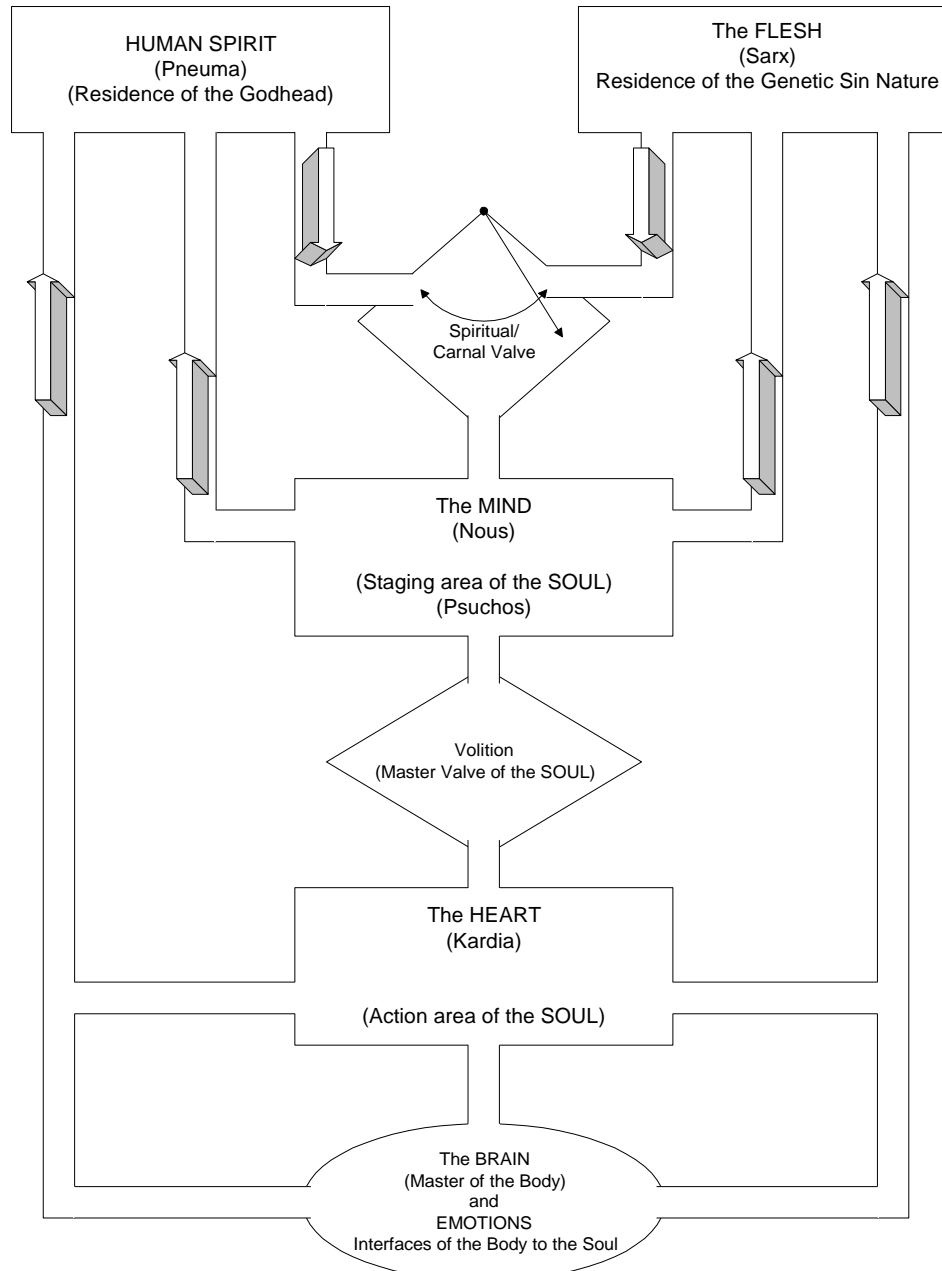 HUMAN SPIRIT
(Pneuma)
(Residence of the Godhead)
The FLESH
(Sarx)
Residence of the Genetic Sin Nature
Spiritual/
Carnal Valve
The MIND
(Nous)
(Staging area of the SOUL)
(Psuchos)
Volition
(Master Valve of the SOUL)
The HEART
(Kardia)
(Action area of the SOUL)
The BRAIN
(Master of the Body)
and
EMOTIONS
Interfaces of the Body to the Soul